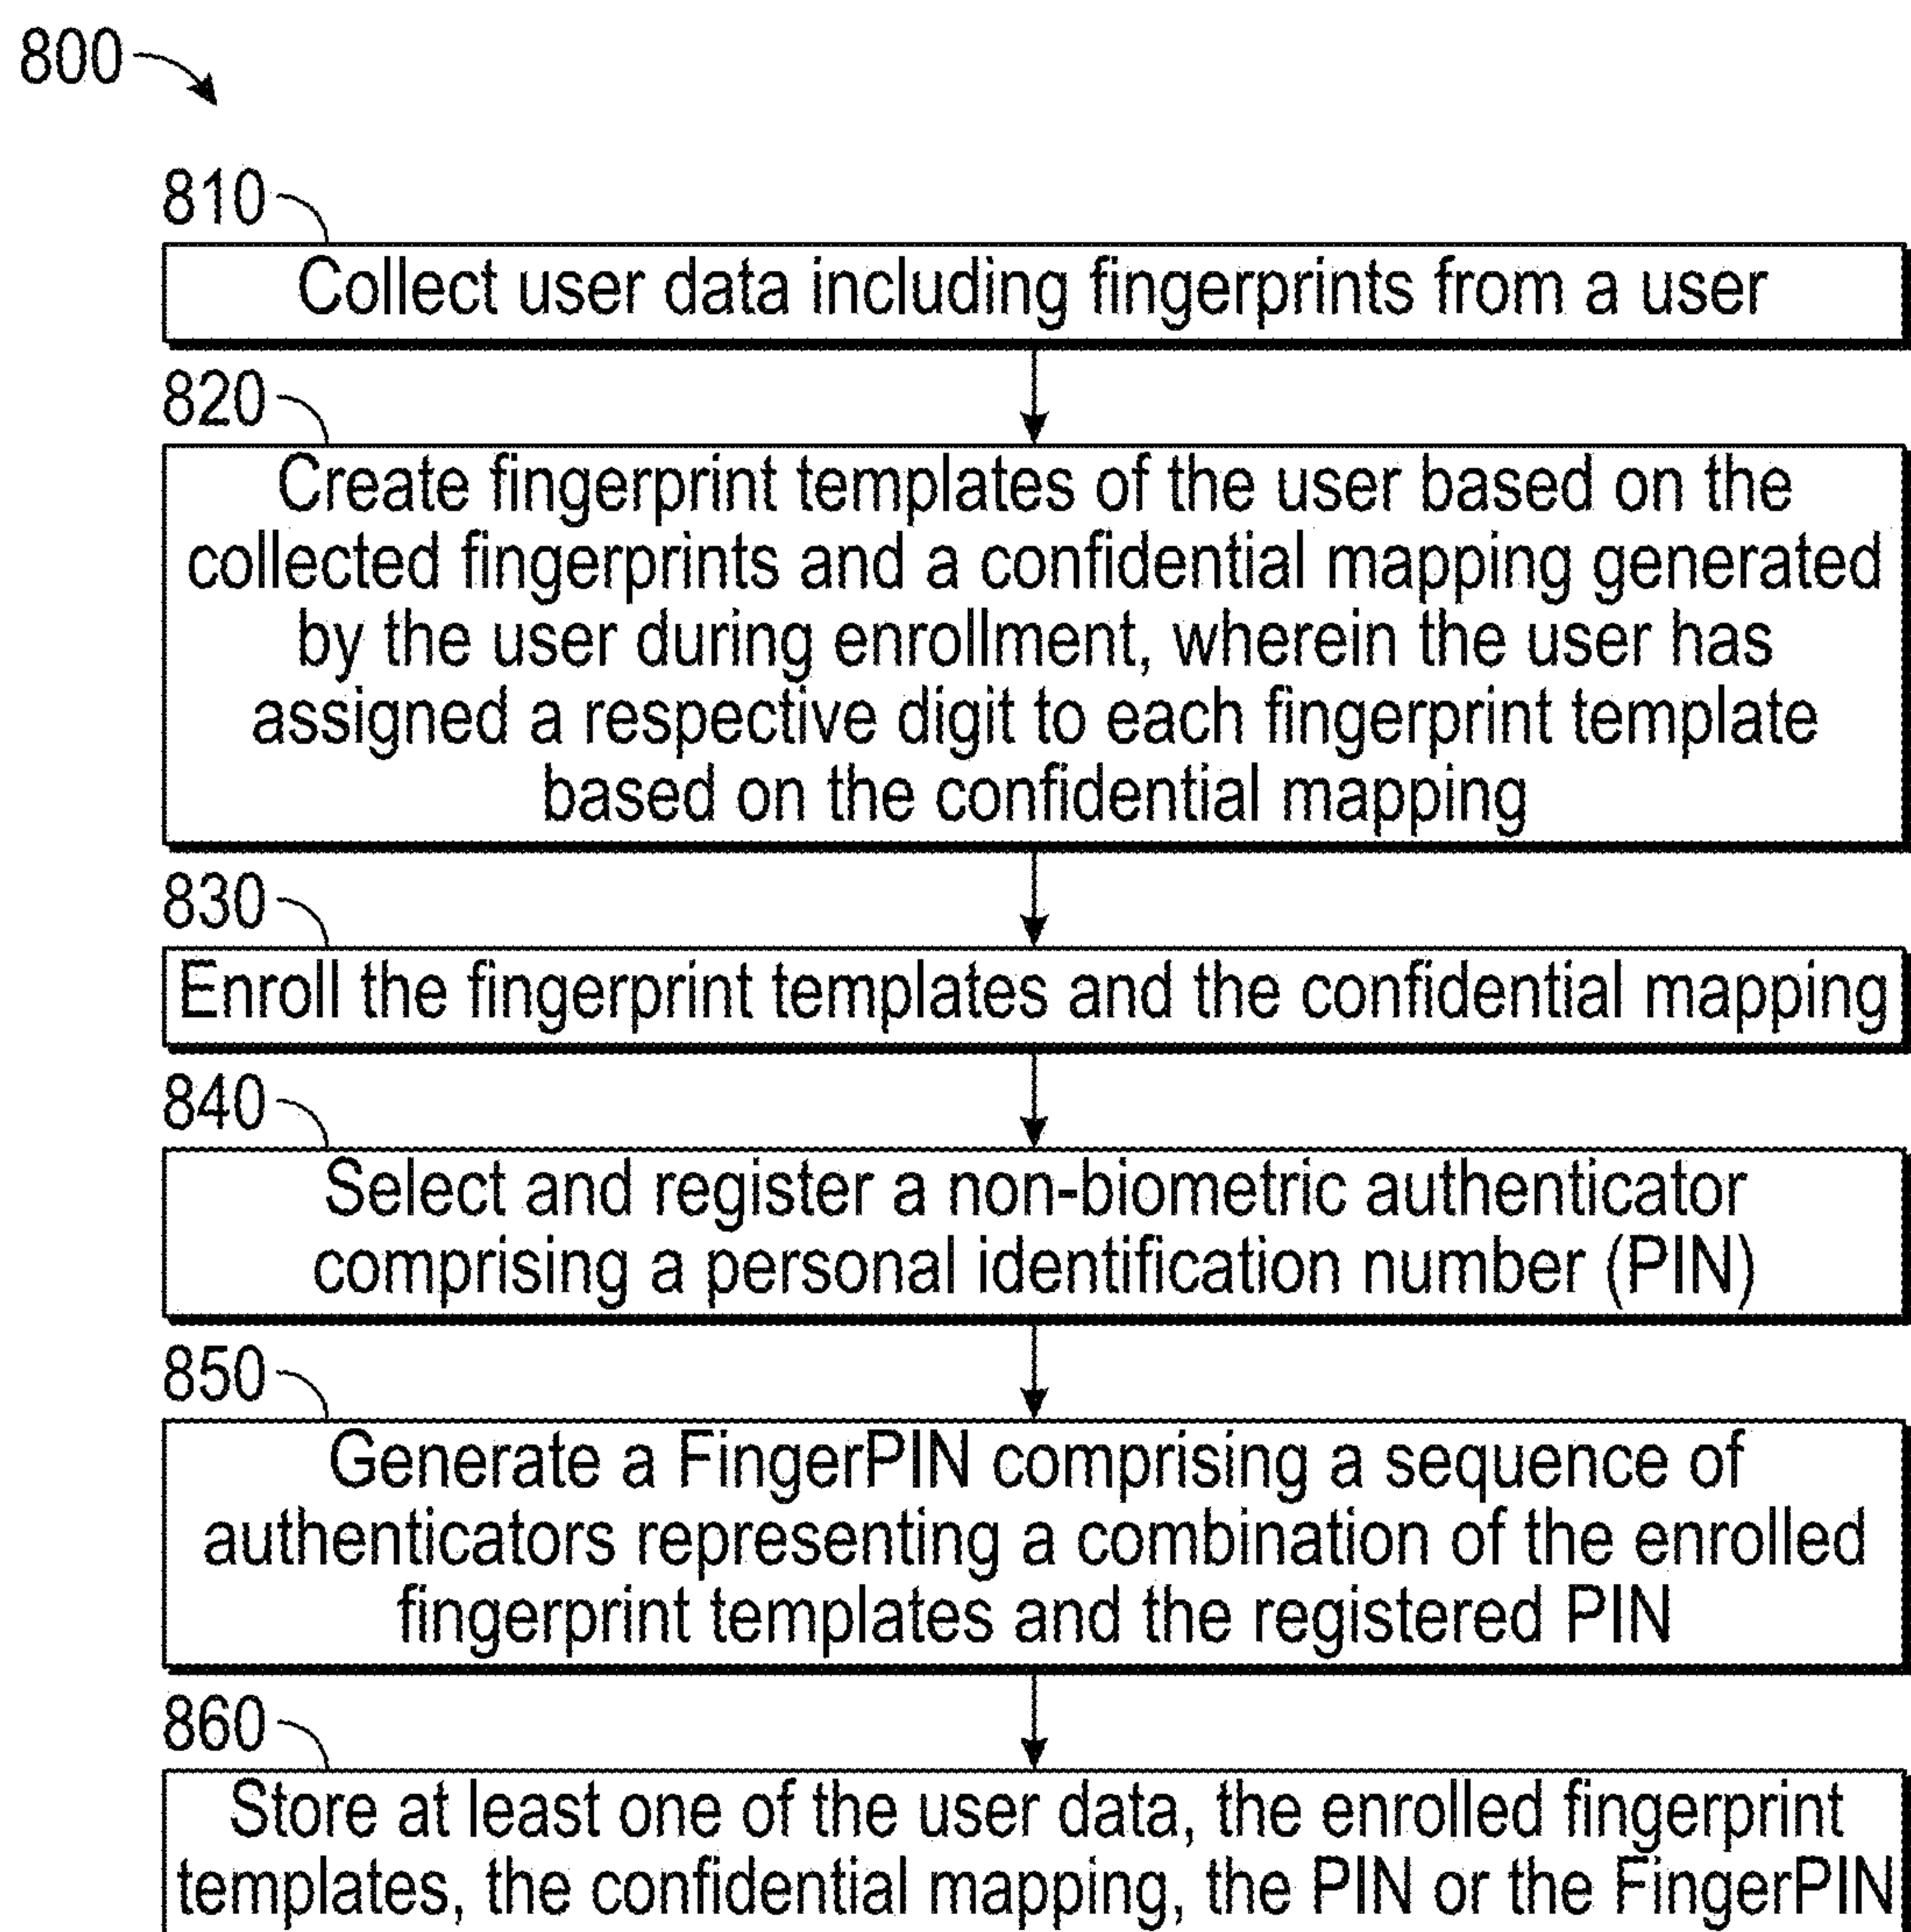 800
810
Collect user data including fingerprints from a user
820
Create fingerprint templates of the user based on the
collected fingerprints and a confidential mapping generated
by the user during enrollment, wherein the user has
assigned a respective digit to each fingerprint template
based on the confidential mapping
830
Enroll the fingerprint templates and the confidential mapping
840
Select and register a non-biometric authenticator
comprising a personal identification number (PIN)
850
Generate a FingerPIN comprising a sequence of
authenticators representing a combination of the enrolled
fingerprint templates and the registered PIN
860
Store at least one of the user data, the enrolled fingerprint
templates, the confidential mapping, the PIN or the FingerPIN